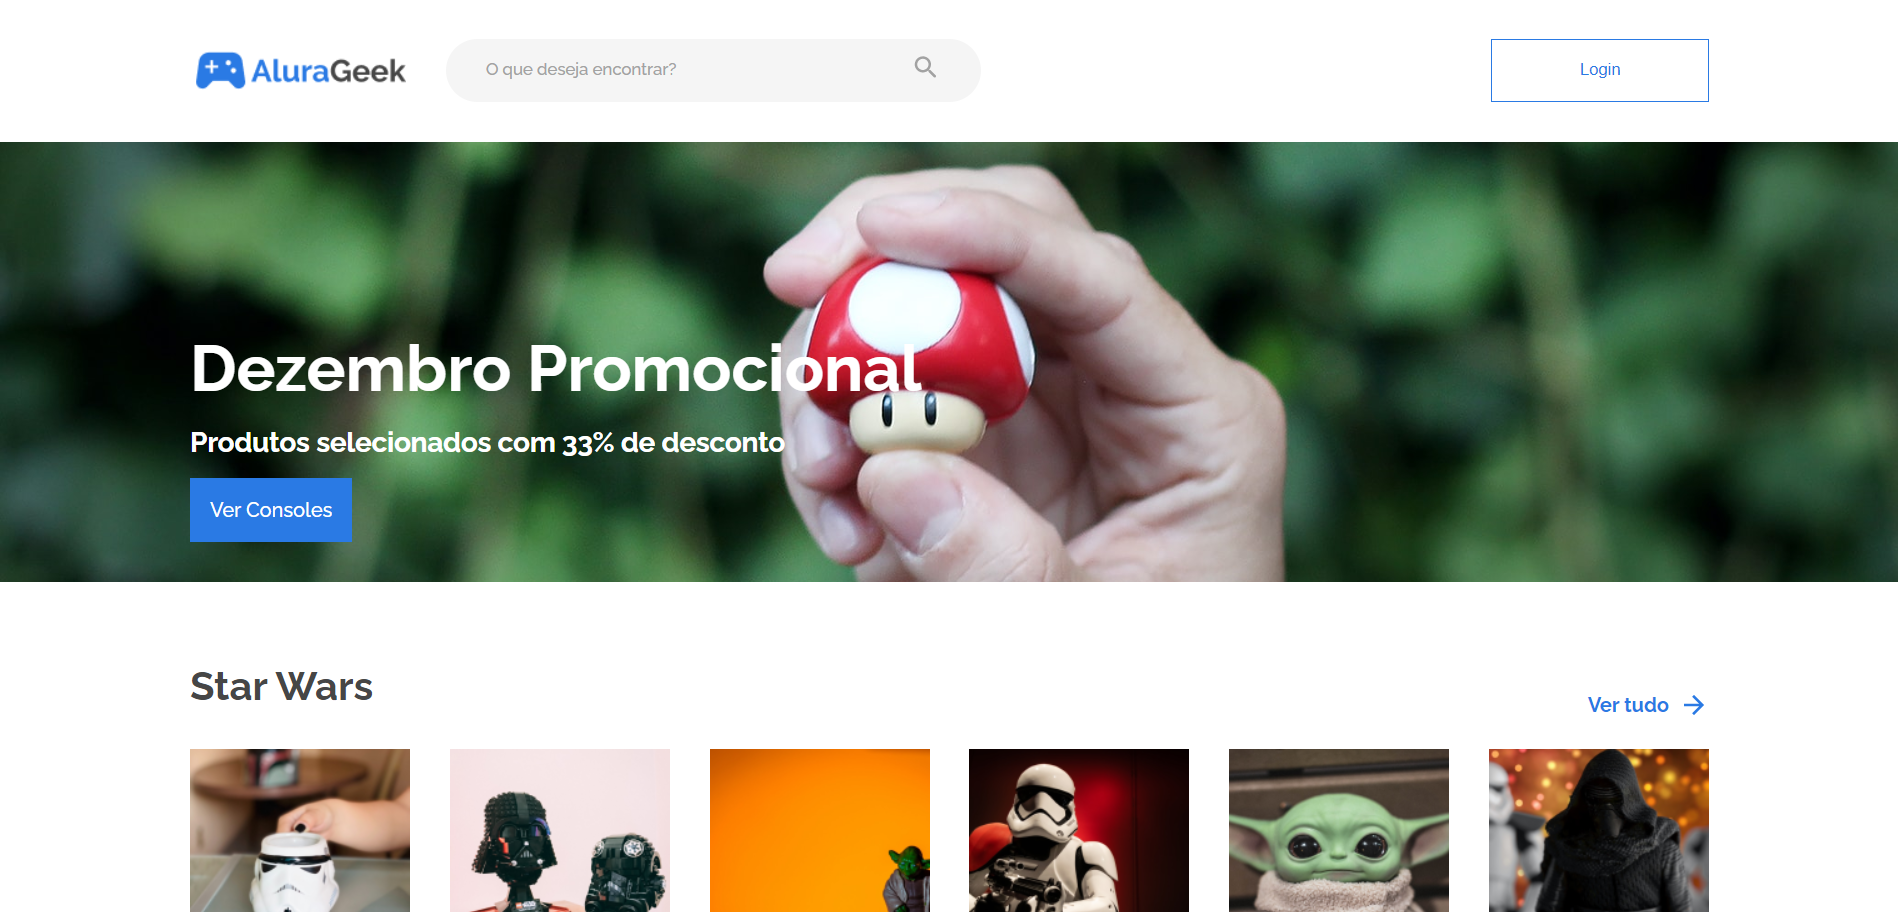 AluraGeek
O que deseja encontrar?
Login
Dezembro Promocional
Produtos selecionados com 33% de desconto
Ver Consoles
Star Wars
Ver tudo